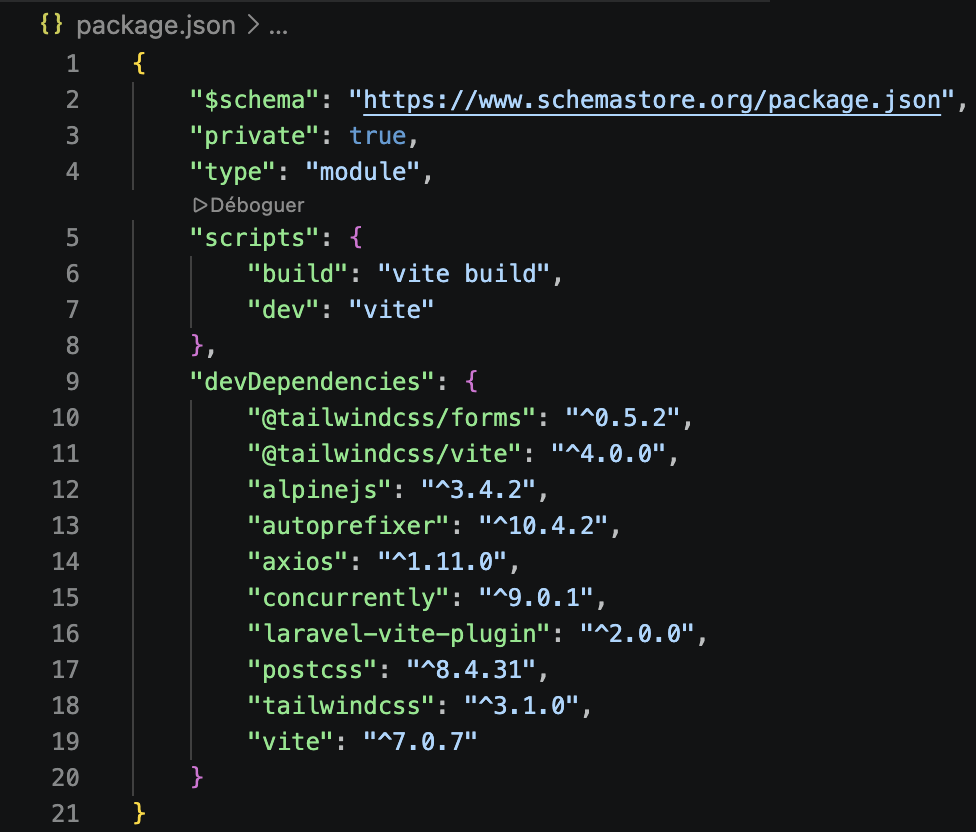 {} package.json > ...
1 {
2 "$schema": "https://www.schemastore.org/package.json",
3 "private": true,
4 "type": "module",
▷Déboguer
5 "scripts": {
6 "build": "vite build",
7 "dev": "vite"
8 },
9 "devDependencies": {
10 "@tailwindcss/forms": "^0.5.2",
11 "@tailwindcss/vite": "^4.0.0",
12 "alpinejs": "^3.4.2",
13 "autoprefixer": "^10.4.2",
14 "axios": "^1.11.0",
15 "concurrently": "^9.0.1",
16 "laravel-vite-plugin": "^2.0.0",
17 "postcss": "^8.4.31",
18 "tailwindcss": "^3.1.0",
19 "vite": "^7.0.7"
20 }
21 }